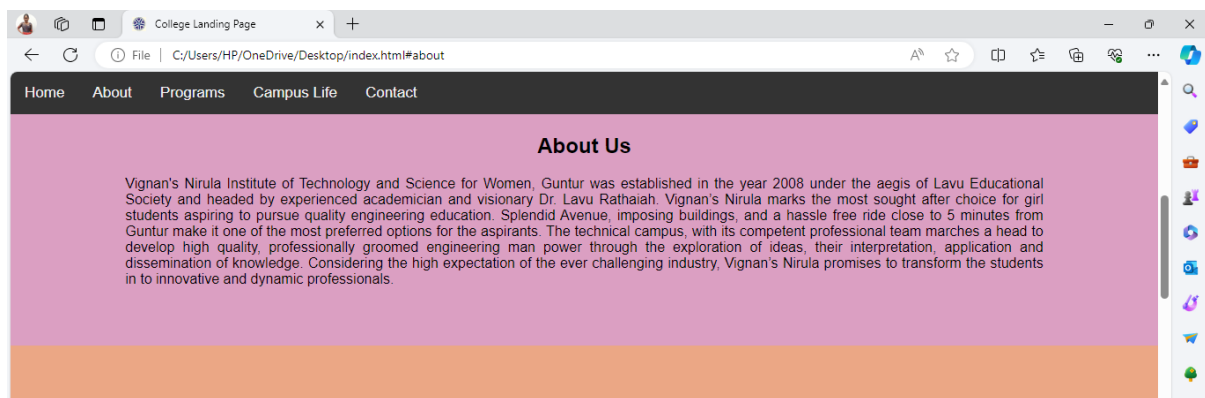 College Landing Page
File | C:/Users/HP/OneDrive/Desktop/index.html#about
Home About Programs Campus Life Contact
About Us
Vignan's Nirula Institute of Technology and Science for Women, Guntur was established in the year 2008 under the aegis of Lavu Educational
Society and headed by experienced academician and visionary Dr. Lavu Rathaiah. Vignan's Nirula marks the most sought after choice for girl
students aspiring to pursue quality engineering education. Splendid Avenue, imposing buildings, and a hassle free ride close to 5 minutes from
Guntur make it one of the most preferred options for the aspirants. The technical campus, with its competent professional team marches a head to
develop high quality, professionally groomed engineering man power through the exploration of ideas, their interpretation, application and
dissemination of knowledge. Considering the high expectation of the ever challenging industry, Vignan's Nirula promises to transform the students
in to innovative and dynamic professionals.